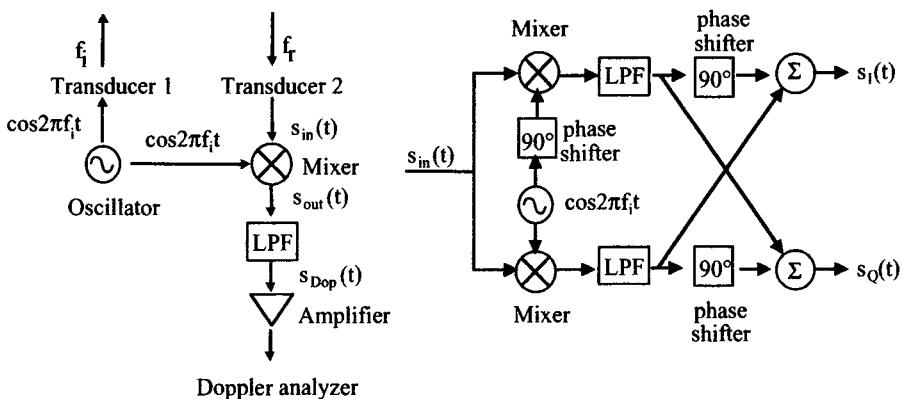 f_i
f_r
Transducer 1
Transducer 2
cos2πf_it
cos2πf_it
s_in(t)
Mixer
Oscillator
s_out(t)
LPF
s_Dop(t)
Amplifier
Doppler analyzer
Mixer
phase
shifter
LPF
90°
Σ
s_I(t)
90°
phase
shifter
s_in(t)
cos2πf_it
LPF
90°
Σ
s_Q(t)
Mixer
phase
shifter